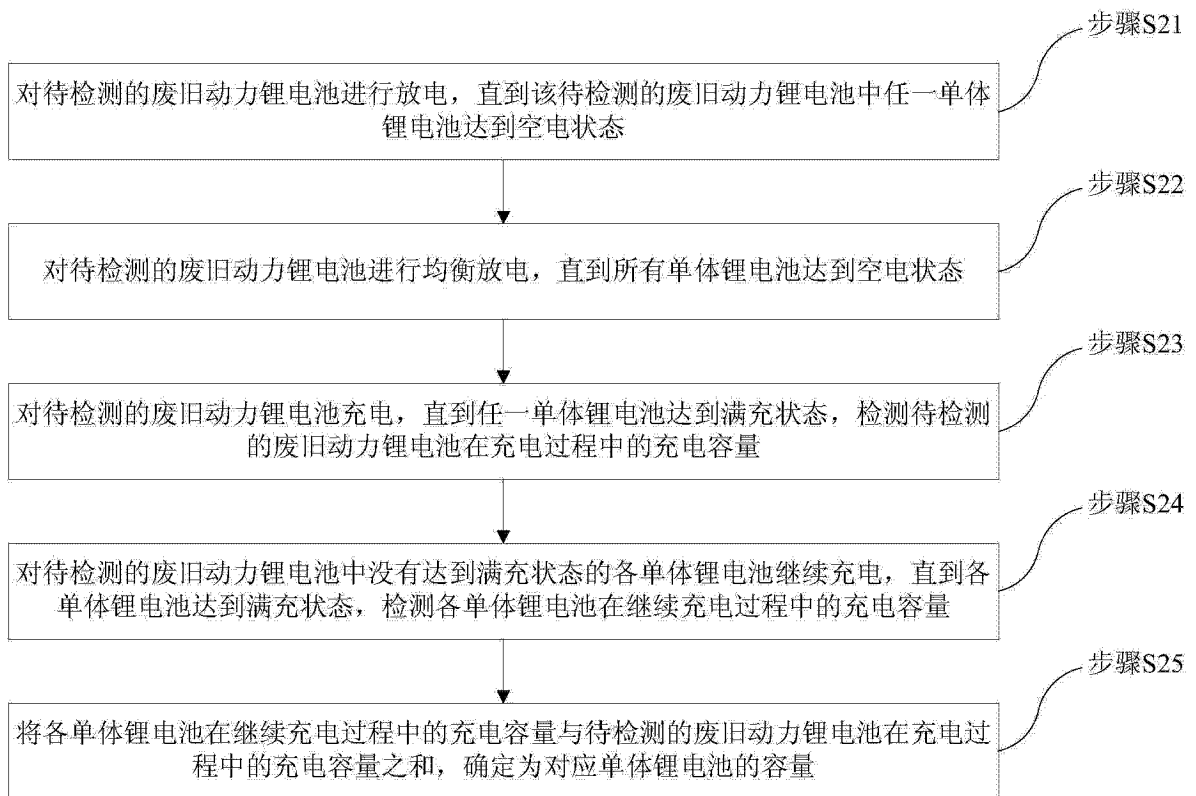 步骤S21
对待检测的废旧动力锂电池进行放电，直到该待检测的废旧动力锂电池中任一单体
锂电池达到空电状态
步骤S22
对待检测的废旧动力锂电池进行均衡放电，直到所有单体锂电池达到空电状态
步骤S23
对待检测的废旧动力锂电池充电，直到任一单体锂电池达到满充状态，检测待检测
的废旧动力锂电池在充电过程中的充电容量
步骤S24
对待检测的废旧动力锂电池中没有达到满充状态的各单体锂电池继续充电，直到各
单体锂电池达到满充状态，检测各单体锂电池在继续充电过程中的充电容量
步骤S25
将各单体锂电池在继续充电过程中的充电容量与待检测的废旧动力锂电池在充电过
程中的充电容量之和，确定为对应单体锂电池的容量